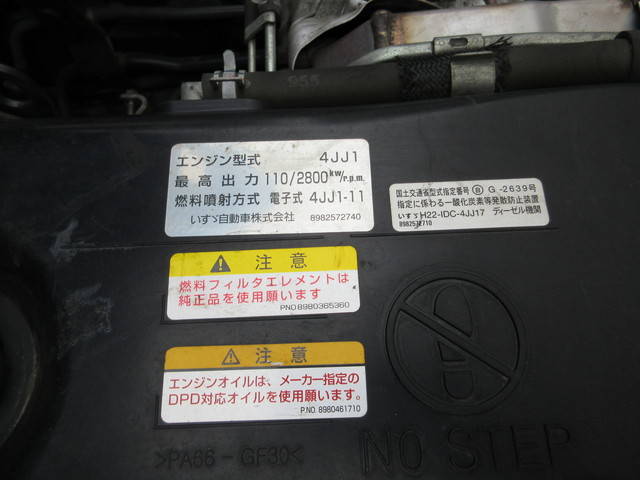 955
エンジン型式 4JJ1
最高出力 110/2800kW/r.p.m.
燃料噴射方式 電子式 4JJ1-11
いすゞ自動車株式会社 8982572740
国土交通省型式指定番号 Ⓑ G.-2639号
指定に係わる一酸化炭素等発散防止装置
いすゞH22-IDC-4JJ17 ディーゼル機関
8982572710
注意
燃料フィルタエレメントは
純正品を使用願います
P.NO 8980365360
注意
エンジンオイルは、メーカー指定の
DPD対応オイルを使用願います。
P.NO. 8980461710
>PA66-GF30<
NO STEP